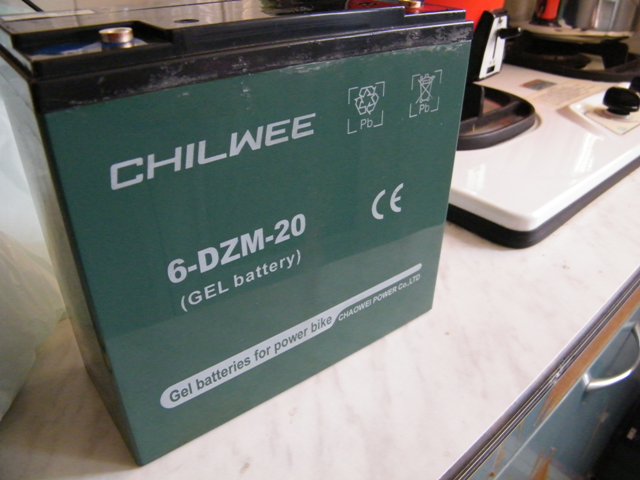 CHILWEE
Pb
Pb
CE
6-DZM-20
(GEL battery)
Gel batteries for power bike
CHAOWEI POWER Co.,LTD